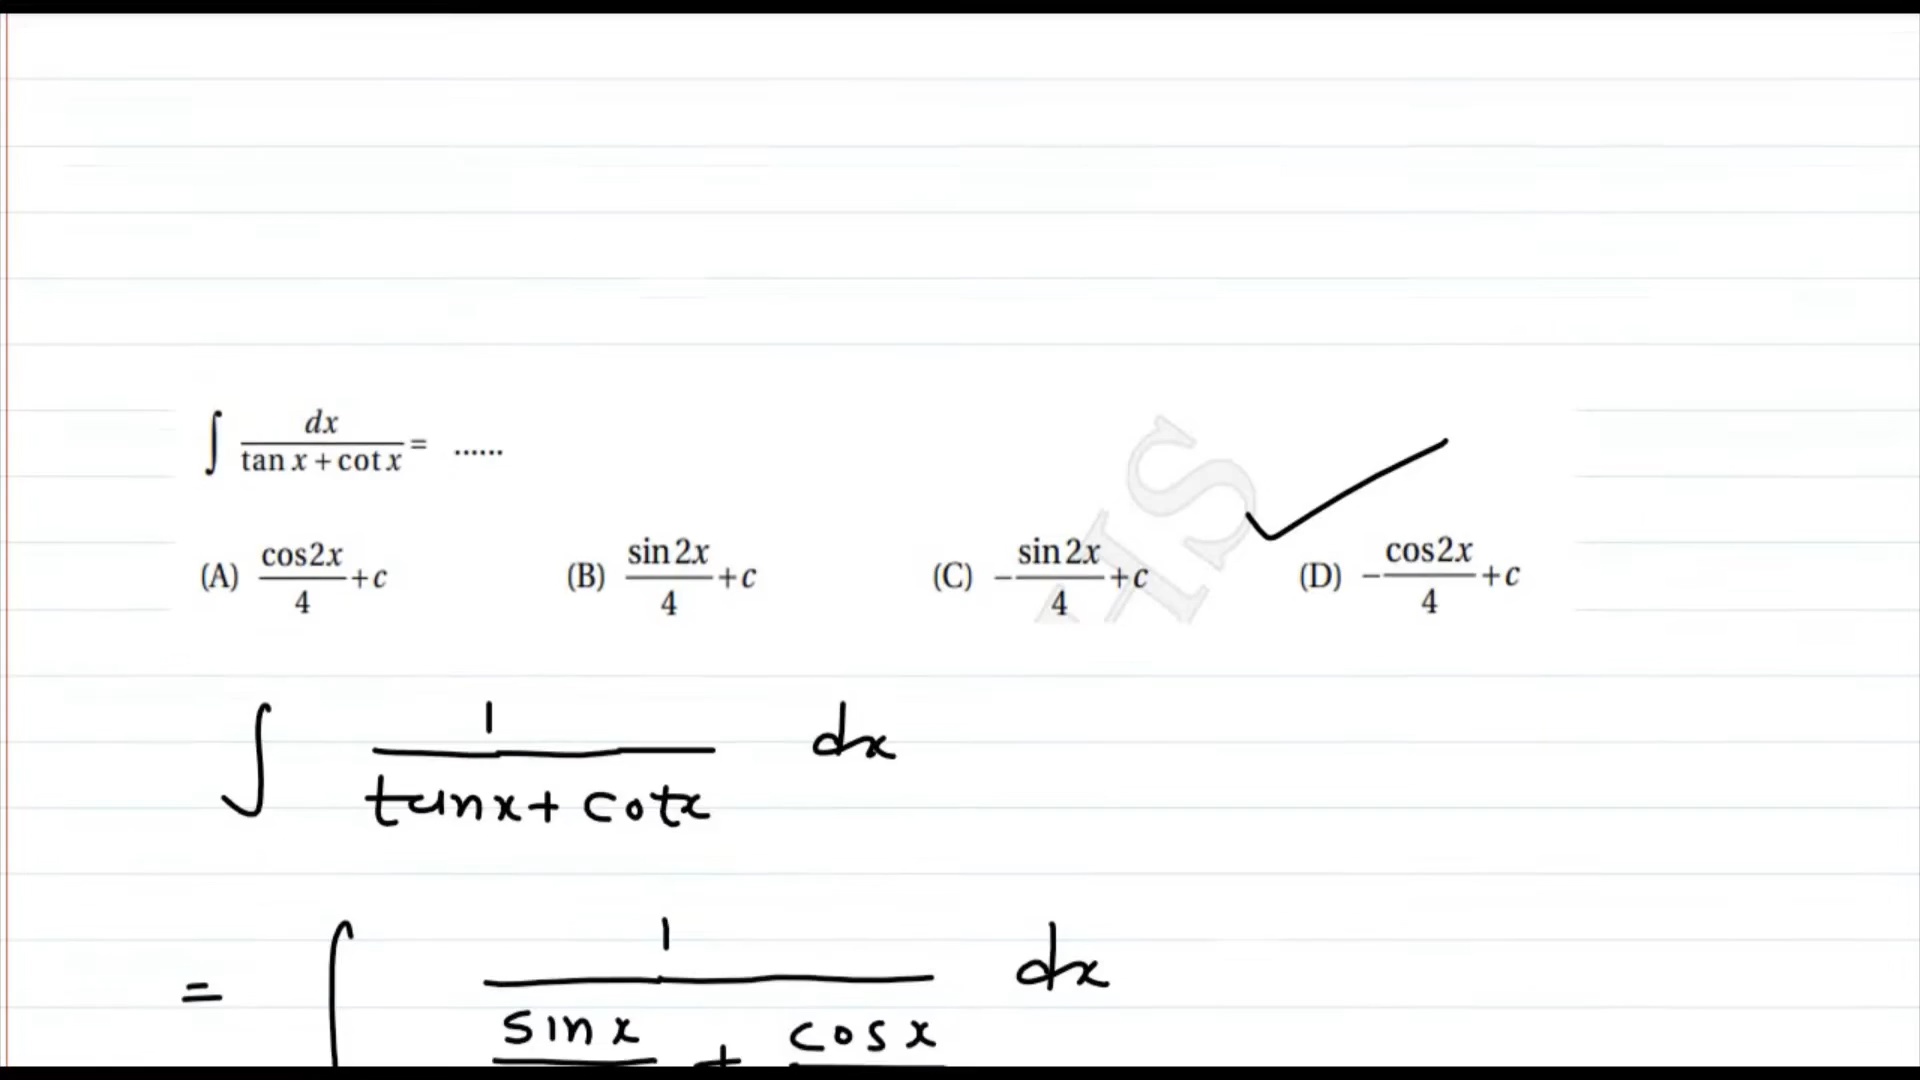 ∫ dx / (tan x + cot x) = ......
(A) cos2x/4 + c (B) sin2x/4 + c (C) −sin2x/4 + c (D) −cos2x/4 + c
∫ 1 / (tanx + cotx) dx
= ∫ 1 / (sinx + cosx dx